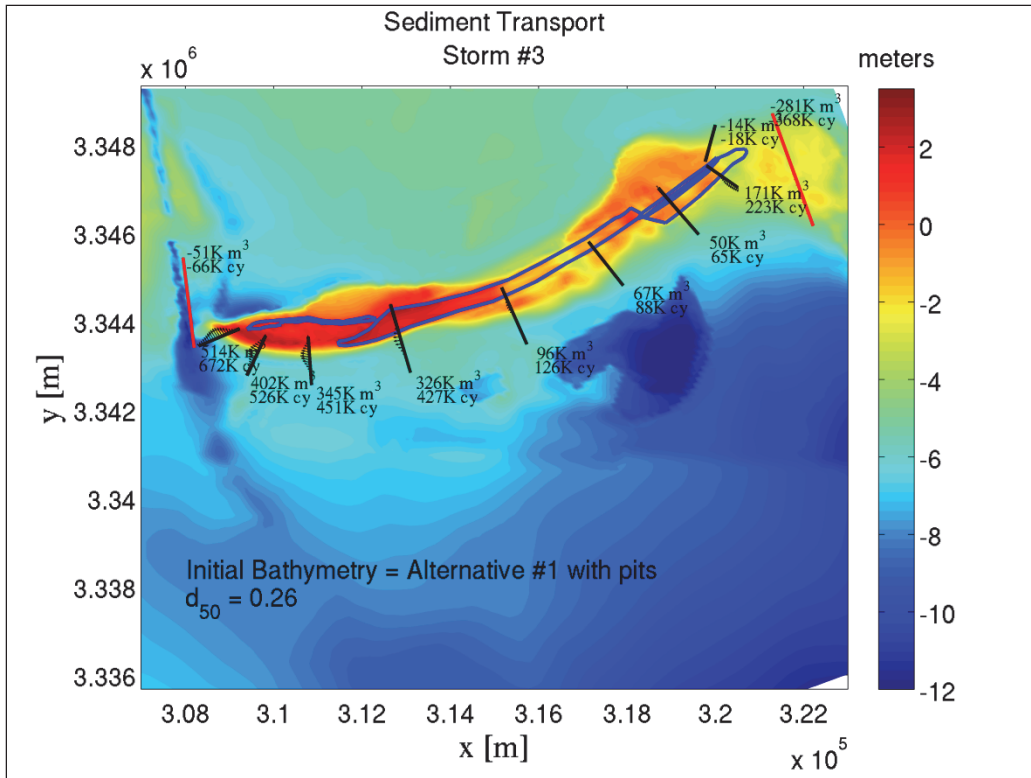 Sediment Transport
Storm #3
x 10^6
meters
3.348
3.346
3.344
3.342
3.34
3.338
3.336
y [m]
-281K m^3
-368K cy
-14K m^3
-18K cy
171K m^3
223K cy
50K m^3
65K cy
67K m^3
88K cy
96K m^3
126K cy
326K m^3
427K cy
345K m^3
451K cy
402K m^3
526K cy
514K m^3
672K cy
-51K m^3
-66K cy
Initial Bathymetry = Alternative #1 with pits
d_50 = 0.26
2
0
-2
-4
-6
-8
-10
-12
3.08 3.1 3.12 3.14 3.16 3.18 3.2 3.22
x [m]
x 10^5